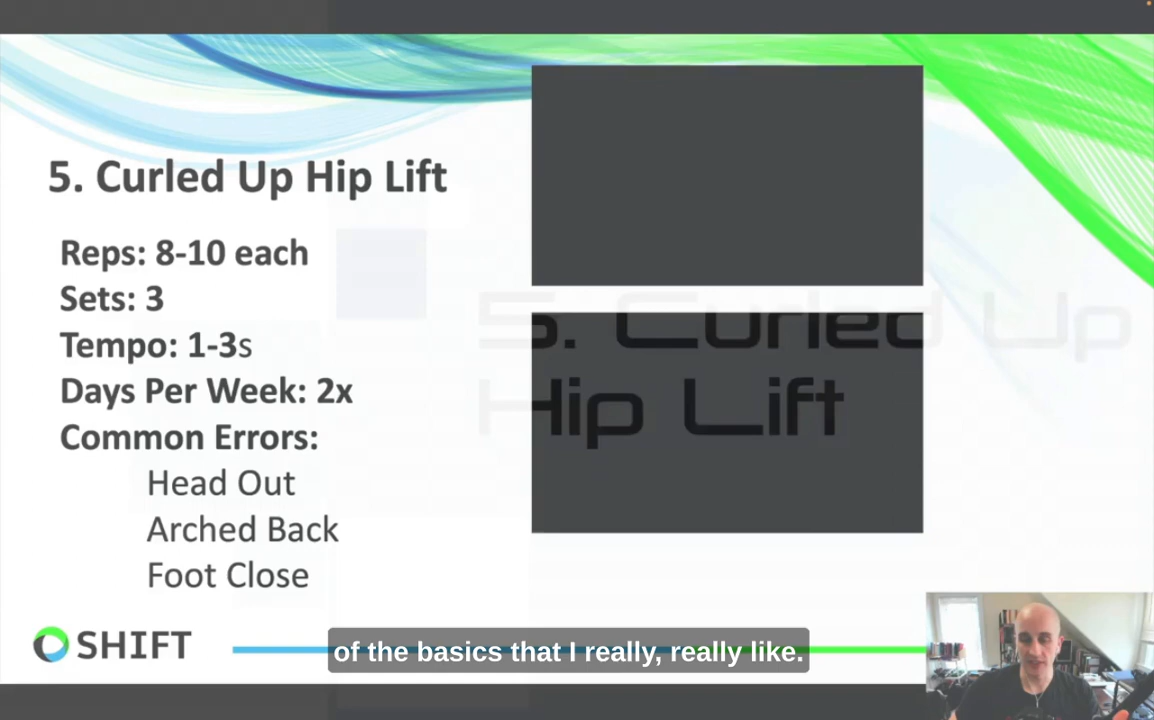 5. Curled Up Hip Lift
Reps: 8-10 each
Sets: 3
Tempo: 1-3s
Days Per Week: 2x
Common Errors:
Head Out
Arched Back
Foot Close
5. Curled Up
Hip Lift
SHIFT
of the basics that I really, really like.